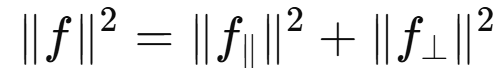 ‖f‖² = ‖f∥‖² + ‖f⊥‖²